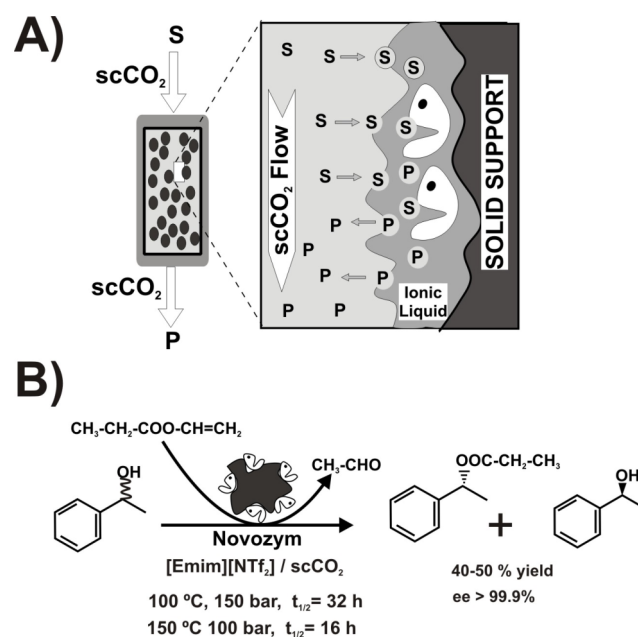 A)
S
scCO₂
scCO₂
P
S
S
S
S
S
S
S
S
P
S
S
S
P
P
P
P
P
P
P
P
P
scCO₂ Flow
Ionic
Liquid
SOLID SUPPORT
B)
CH₃-CH₂-COO-CH=CH₂
CH₃-CHO
OH
Novozym
[Emim][NTf₂] / scCO₂
100 ºC, 150 bar, t₁/₂= 32 h
150 ºC 100 bar, t₁/₂= 16 h
OOC-CH₂-CH₃
+
OH
40-50 % yield
ee > 99.9%